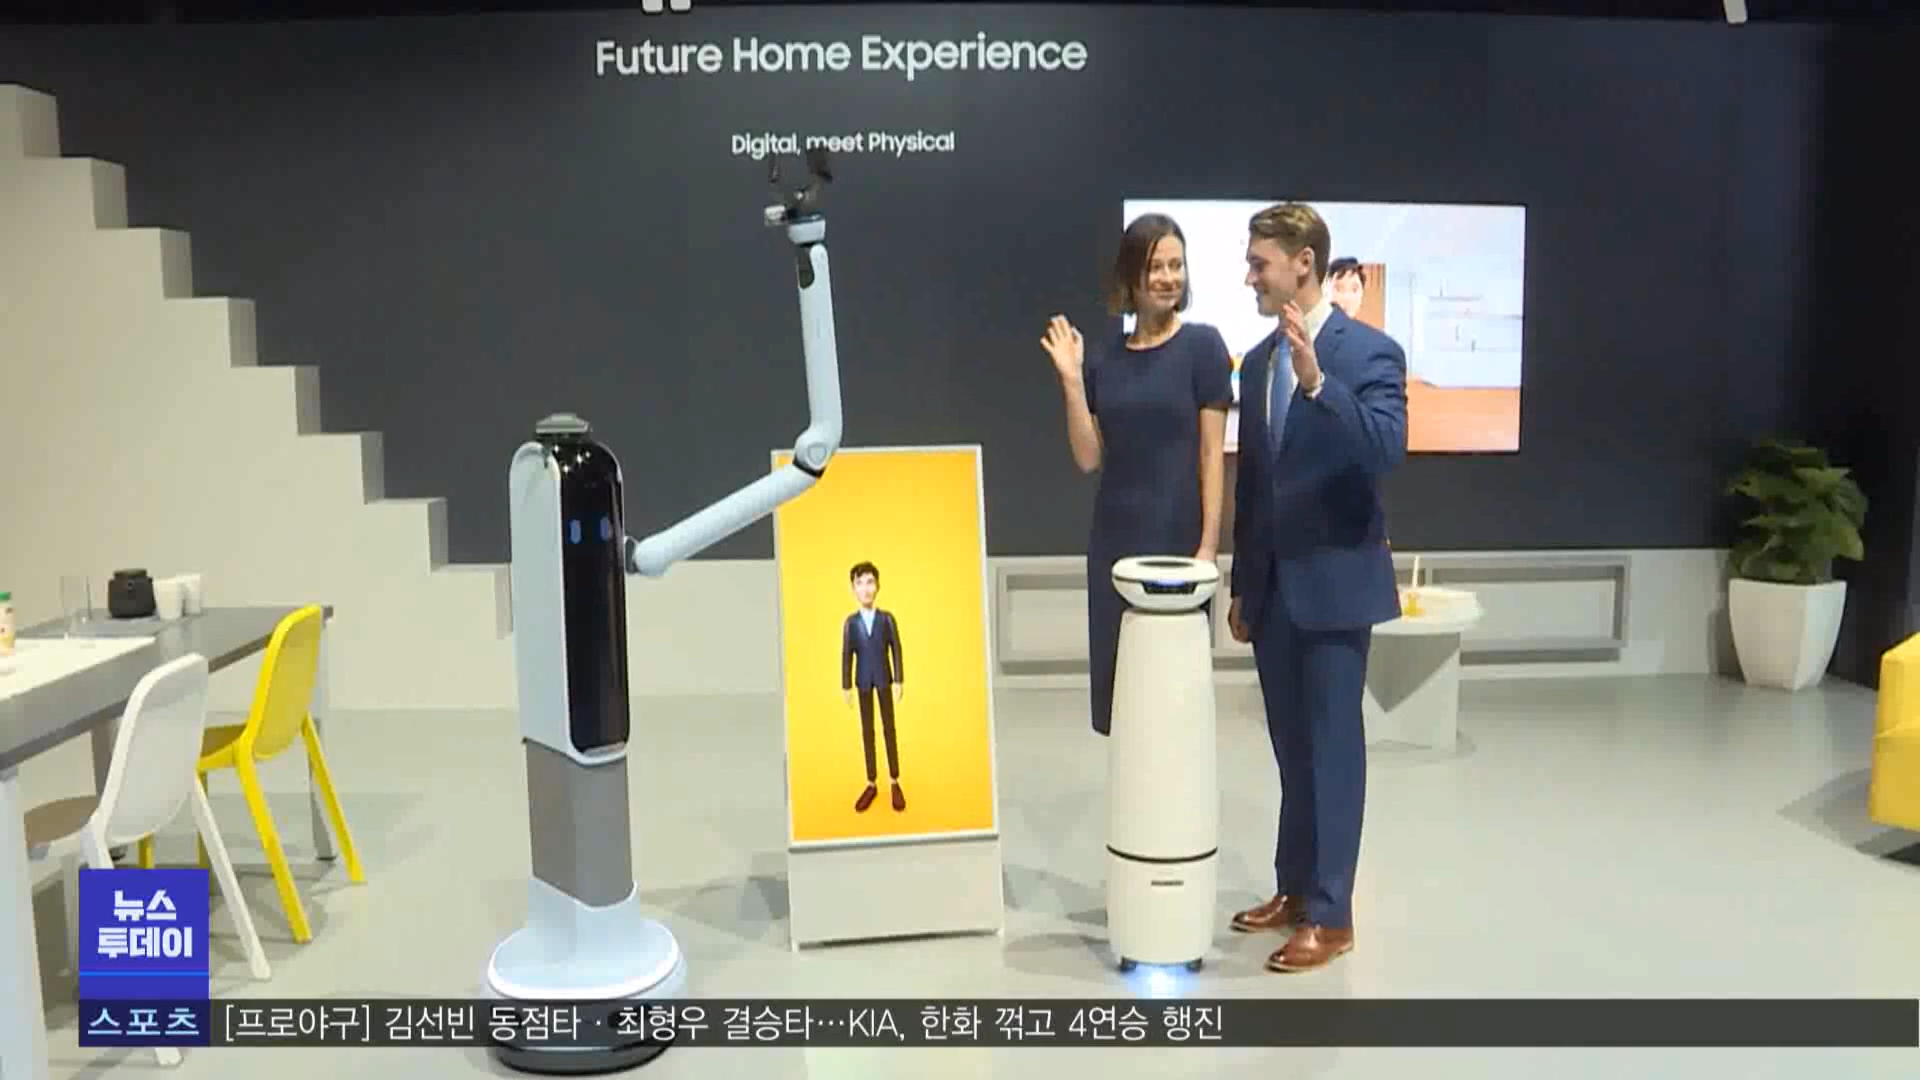 Future Home Experience
Digital, meet Physical
뉴스
투데이
스포츠 [프로야구] 김선빈 동점타·최형우 결승타…KIA, 한화 꺾고 4연승 행진